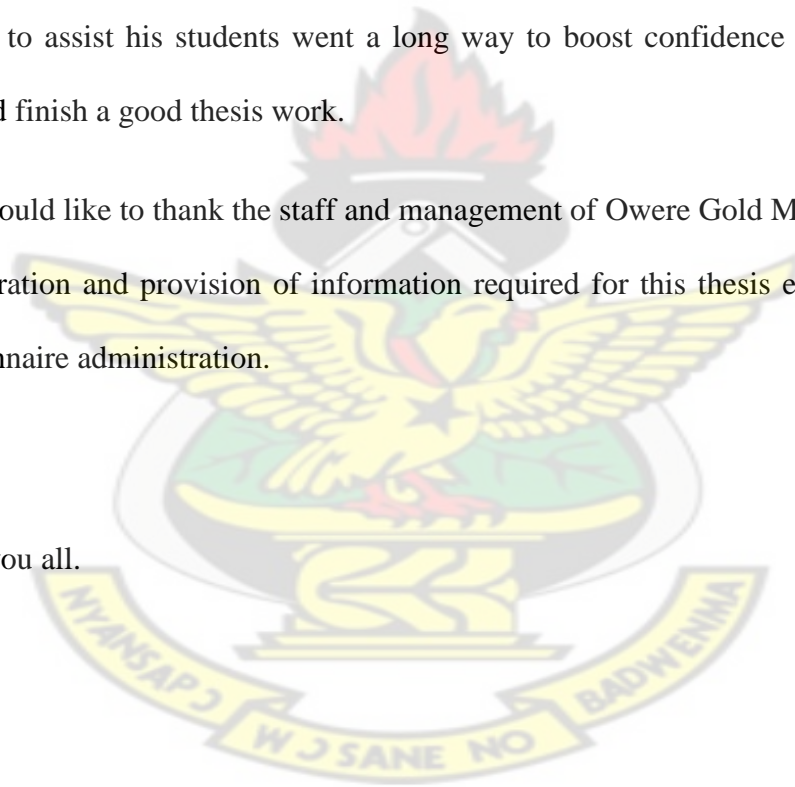 to assist his students went a long way to boost confidence
finish a good thesis work.
ould like to thank the staff and management of Owere Gold M
ration and provision of information required for this thesis e
nnaire administration.
ou all.
NYANSAPƆ
WƆSANE NO
BADWENMA